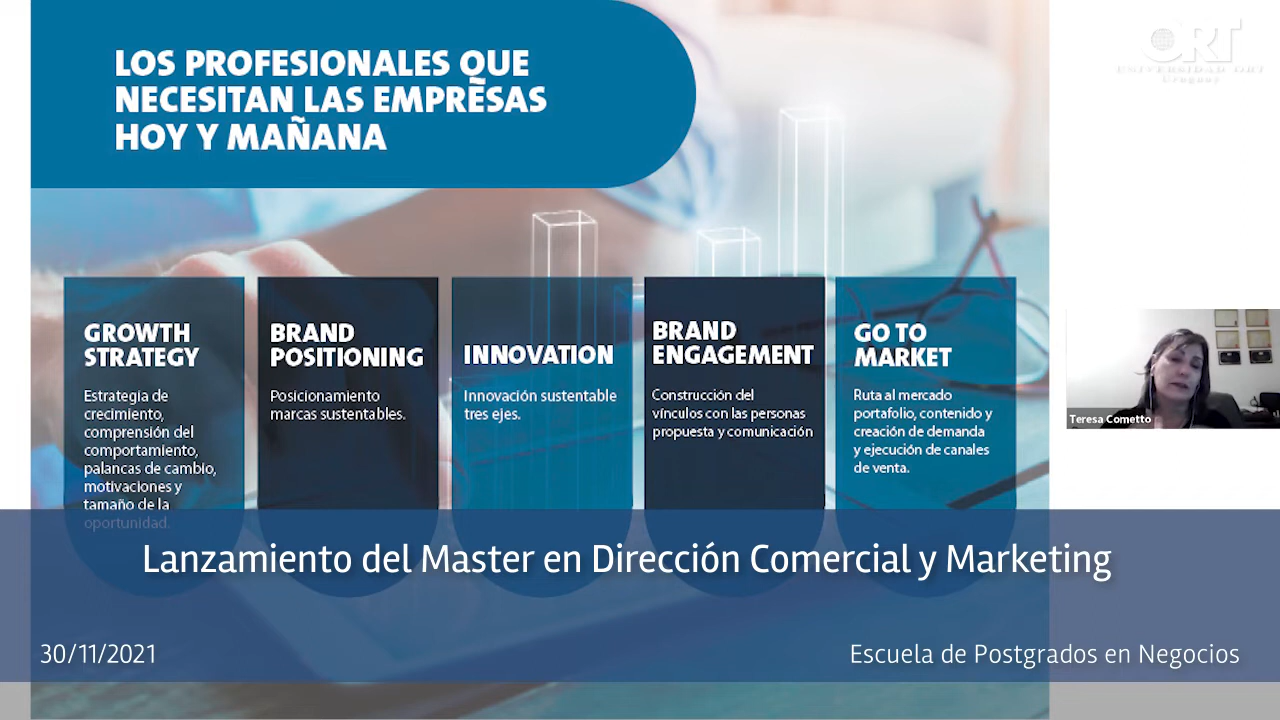 ORT
UNIVERSIDAD ORT
Uruguay
LOS PROFESIONALES QUE
NECESITAN LAS EMPRESAS
HOY Y MAÑANA
GROWTH
STRATEGY
Estrategia de
crecimiento,
comprensión del
comportamiento,
palancas de cambio,
motivaciones y
tamaño de la
oportunidad.
BRAND
POSITIONING
Posicionamiento
marcas sustentables.
INNOVATION
Innovación sustentable
tres ejes.
BRAND
ENGAGEMENT
Construcción del
vínculos con las personas
propuesta y comunicación
GO TO
MARKET
Ruta al mercado
portafolio, contenido y
creación de demanda
y ejecución de canales
de venta.
Teresa Cometto
Lanzamiento del Master en Dirección Comercial y Marketing
30/11/2021
Escuela de Postgrados en Negocios